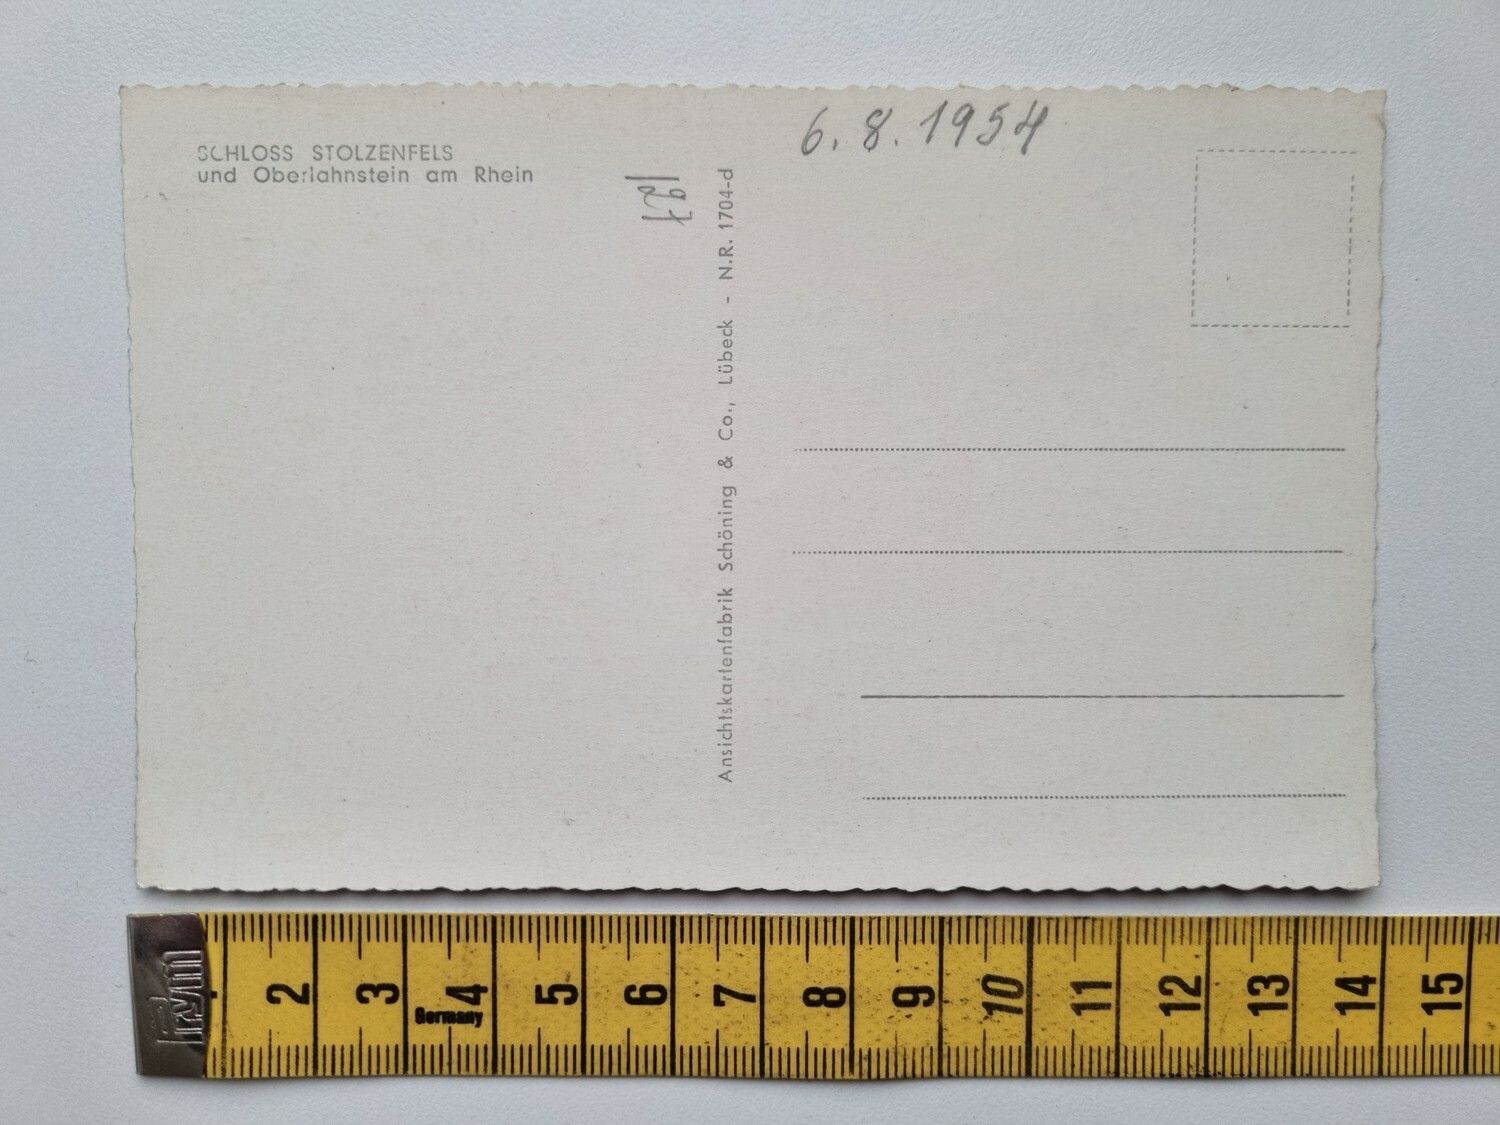 SCHLOSS STOLZENFELS
und Oberlahnstein am Rhein
6.8.1954
Ansichtskartenfabrik Schöning & Co., Lübeck - N.R. 1704-d
prym
2 3 4 5 6 7 8 9 10 11 12 13 14 15
Germany